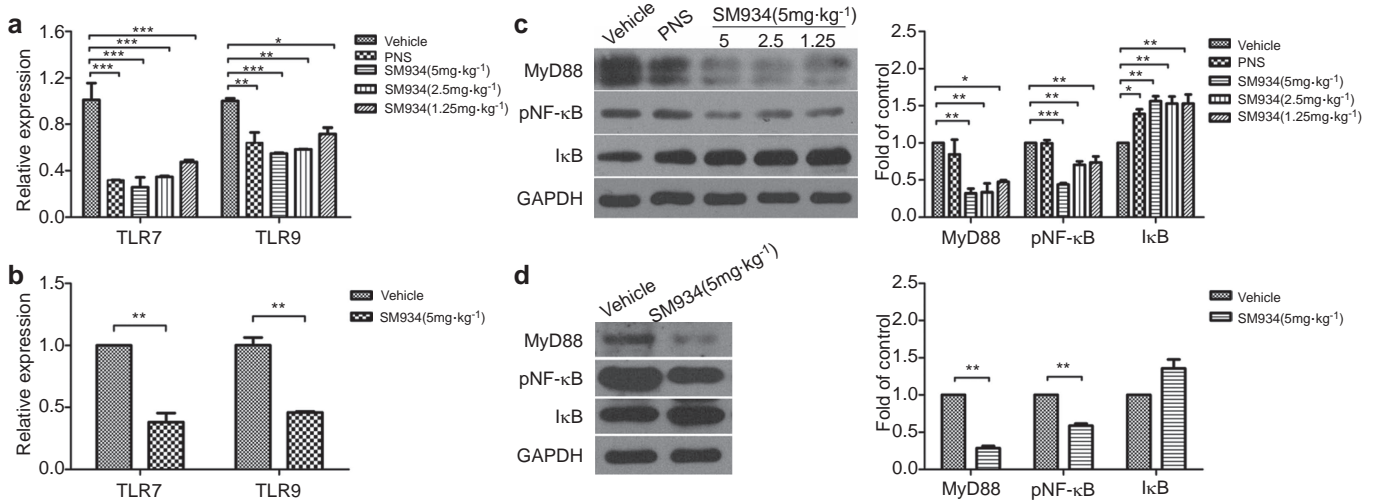 a
Relative expression
1.6
1.2
0.8
0.4
0.0
***
***
***
***
*
**
***
**
TLR7
TLR9
Vehicle
PNS
SM934(5mg·kg-1)
SM934(2.5mg·kg-1)
SM934(1.25mg·kg-1)
b
Relative expression
1.5
1.0
0.5
0.0
**
**
TLR7
TLR9
Vehicle
SM934(5mg·kg-1)
c
Vehicle
PNS
SM934(5mg·kg-1)
5 2.5 1.25
MyD88
pNF-κB
IκB
GAPDH
Fold of control
2.5
2.0
1.5
1.0
0.5
0.0
*
**
**
**
**
***
**
**
**
*
MyD88
pNF-κB
IκB
Vehicle
PNS
SM934(5mg·kg-1)
SM934(2.5mg·kg-1)
SM934(1.25mg·kg-1)
d
Vehicle
SM934(5mg·kg-1)
MyD88
pNF-κB
IκB
GAPDH
Fold of control
2.5
2.0
1.5
1.0
0.5
0.0
**
**
MyD88
pNF-κB
IκB
Vehicle
SM934(5mg·kg-1)